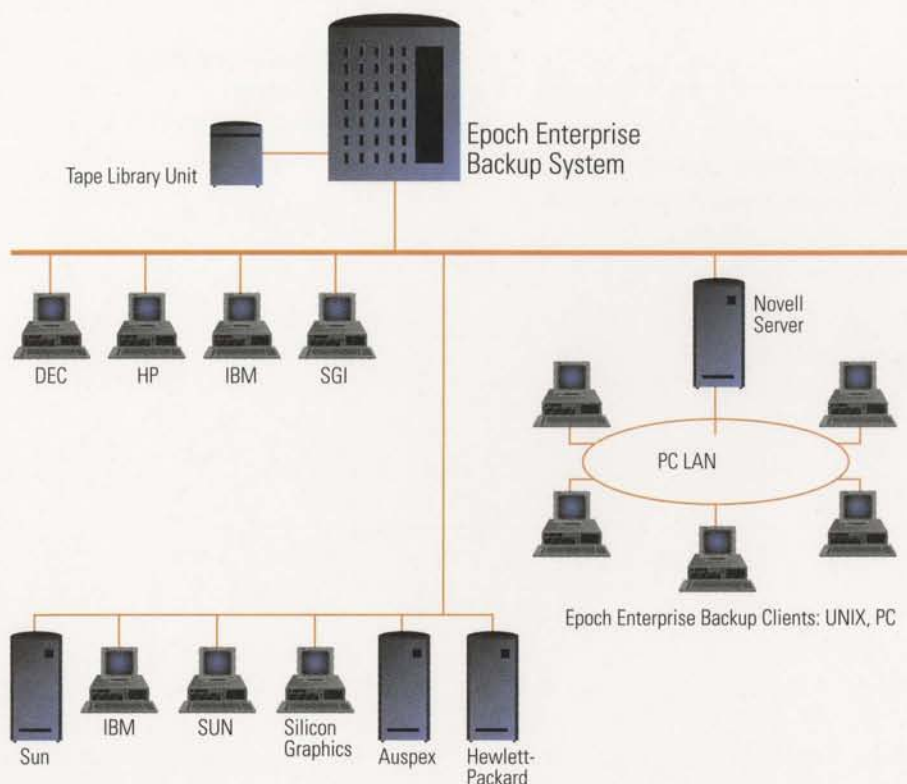 Epoch Enterprise
Backup System
Tape Library Unit
Novell
Server
DEC
HP
IBM
SGI
PC LAN
Epoch Enterprise Backup Clients: UNIX, PC
Sun
IBM
SUN
Silicon
Graphics
Auspex
Hewlett-
Packard